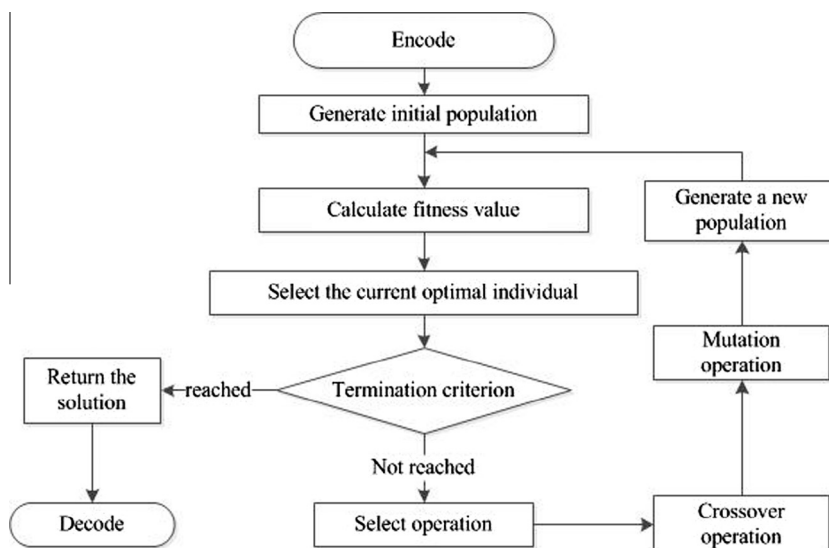 Encode
Generate initial population
Calculate fitness value
Select the current optimal individual
Termination criterion
reached
Return the
solution
Decode
Not reached
Select operation
Crossover
operation
Mutation
operation
Generate a new
population